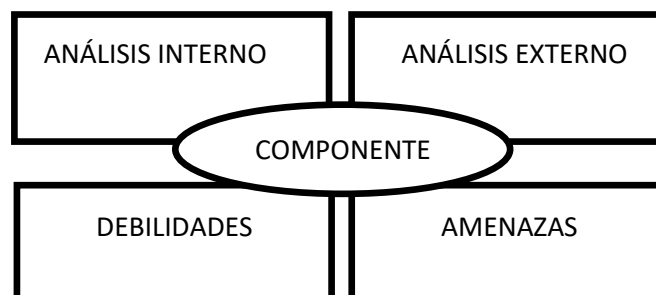 ANÁLISIS INTERNO
ANÁLISIS EXTERNO
COMPONENTE
DEBILIDADES
AMENAZAS